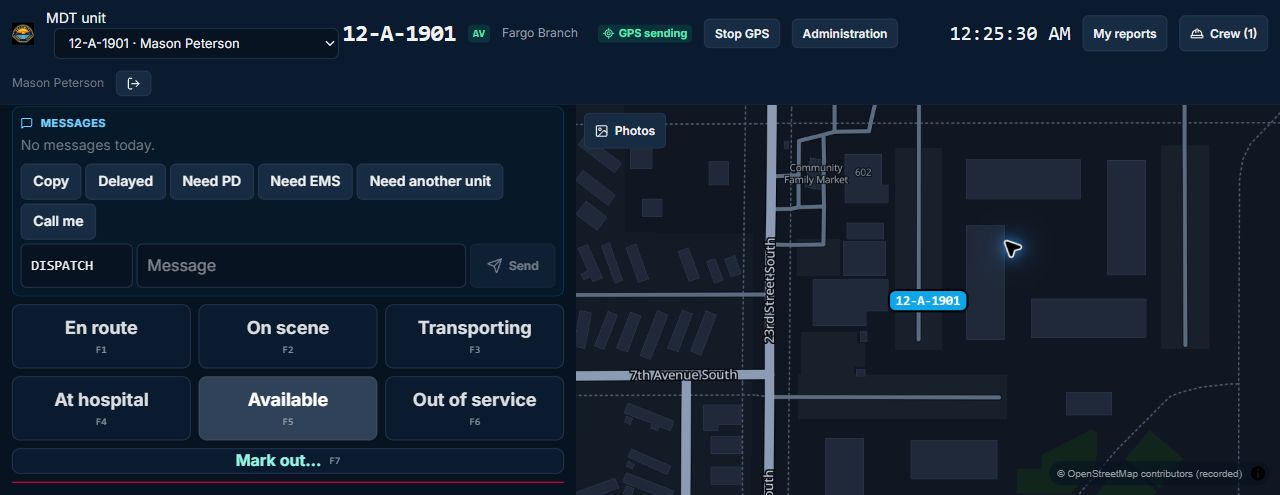 MDT unit
12-A-1901 · Mason Peterson
12-A-1901
AV
Fargo Branch
GPS sending
Stop GPS
Administration
12:25:30 AM
My reports
Crew (1)
Mason Peterson
MESSAGES
No messages today.
Copy
Delayed
Need PD
Need EMS
Need another unit
Call me
DISPATCH
Message
Send
En route
F1
On scene
F2
Transporting
F3
At hospital
F4
Available
F5
Out of service
F6
Mark out... F7
Photos
Community
Family Market
602
23rd Street South
12-A-1901
7th Avenue South
outh
© OpenStreetMap contributors (recorded)